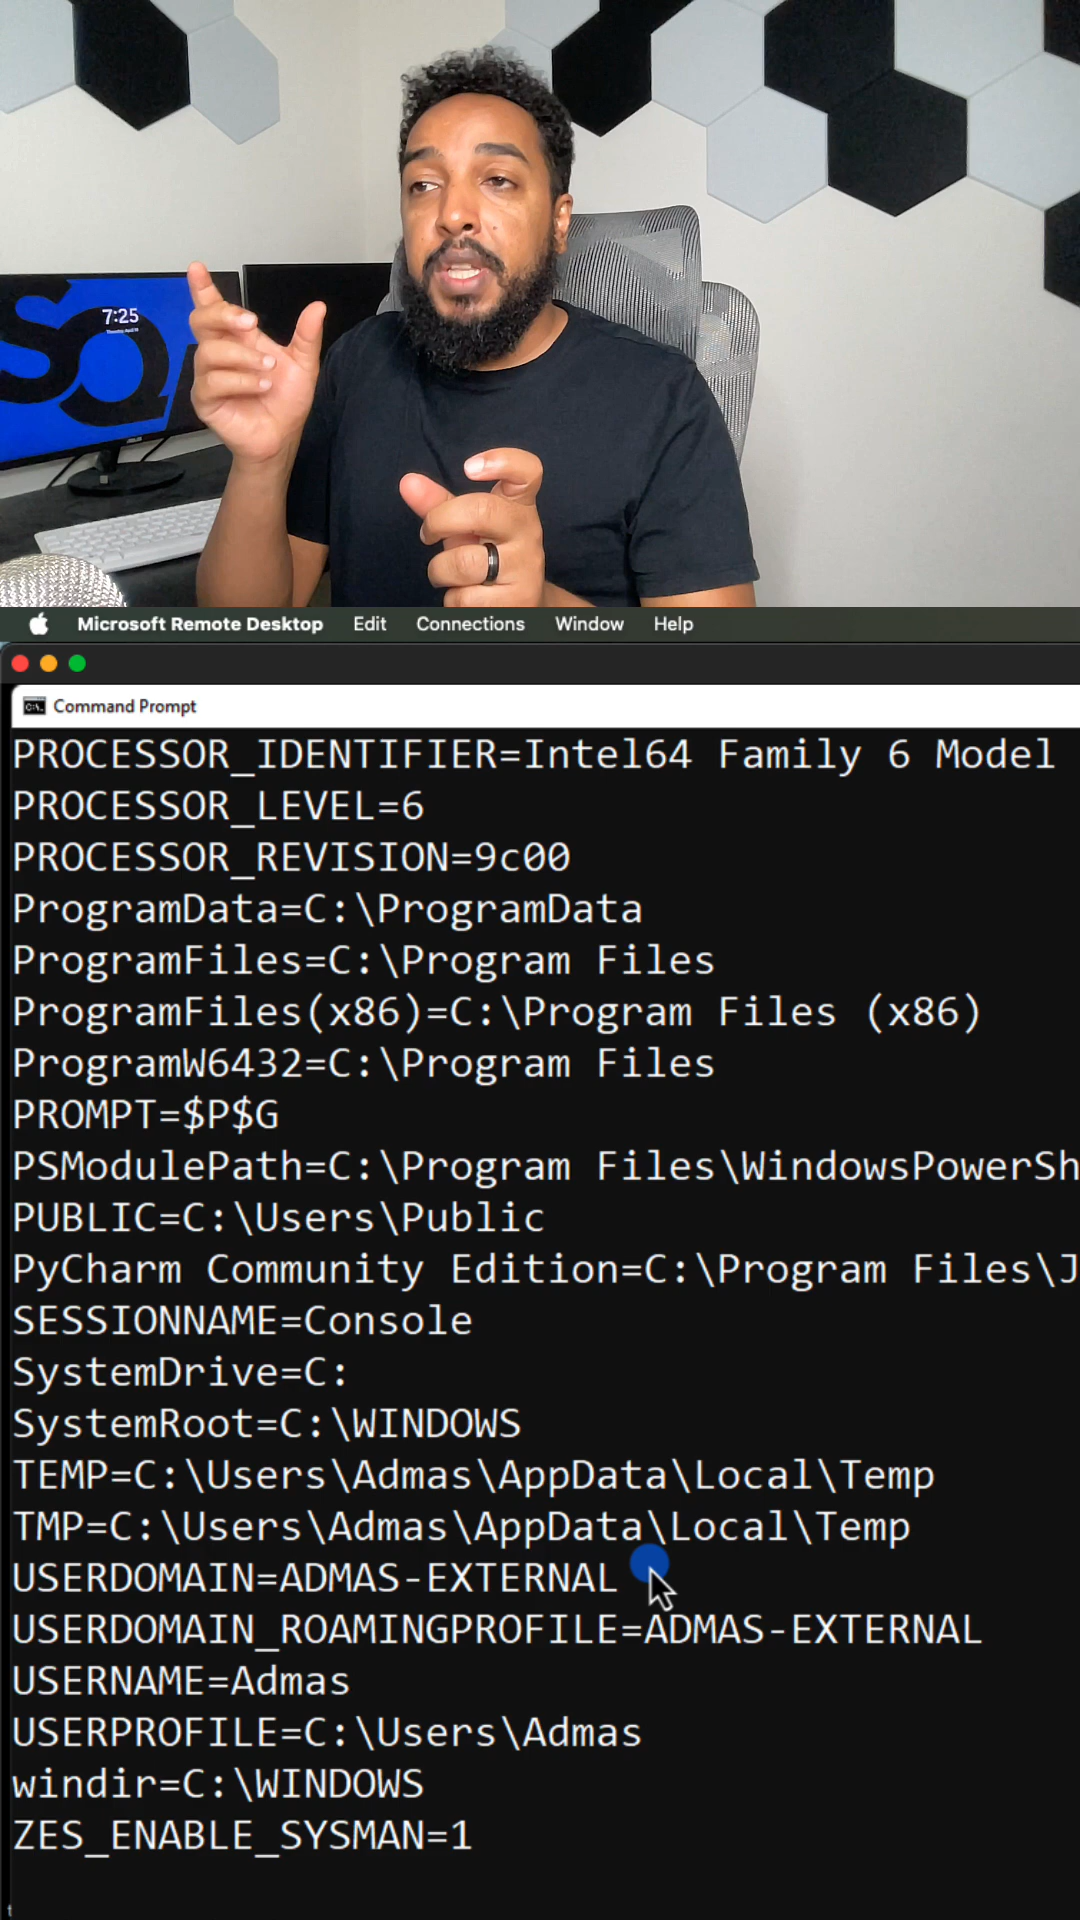 SQ
7:25
Microsoft Remote Desktop Edit Connections Window Help
Command Prompt
PROCESSOR_IDENTIFIER=Intel64 Family 6 Model
PROCESSOR_LEVEL=6
PROCESSOR_REVISION=9c00
ProgramData=C:\ProgramData
ProgramFiles=C:\Program Files
ProgramFiles(x86)=C:\Program Files (x86)
ProgramW6432=C:\Program Files
PROMPT=$P$G
PSModulePath=C:\Program Files\WindowsPowerSh
PUBLIC=C:\Users\Public
PyCharm Community Edition=C:\Program Files\J
SESSIONNAME=Console
SystemDrive=C:
SystemRoot=C:\WINDOWS
TEMP=C:\Users\Admas\AppData\Local\Temp
TMP=C:\Users\Admas\AppData\Local\Temp
USERDOMAIN=ADMAS-EXTERNAL
USERDOMAIN_ROAMINGPROFILE=ADMAS-EXTERNAL
USERNAME=Admas
USERPROFILE=C:\Users\Admas
windir=C:\WINDOWS
ZES_ENABLE_SYSMAN=1